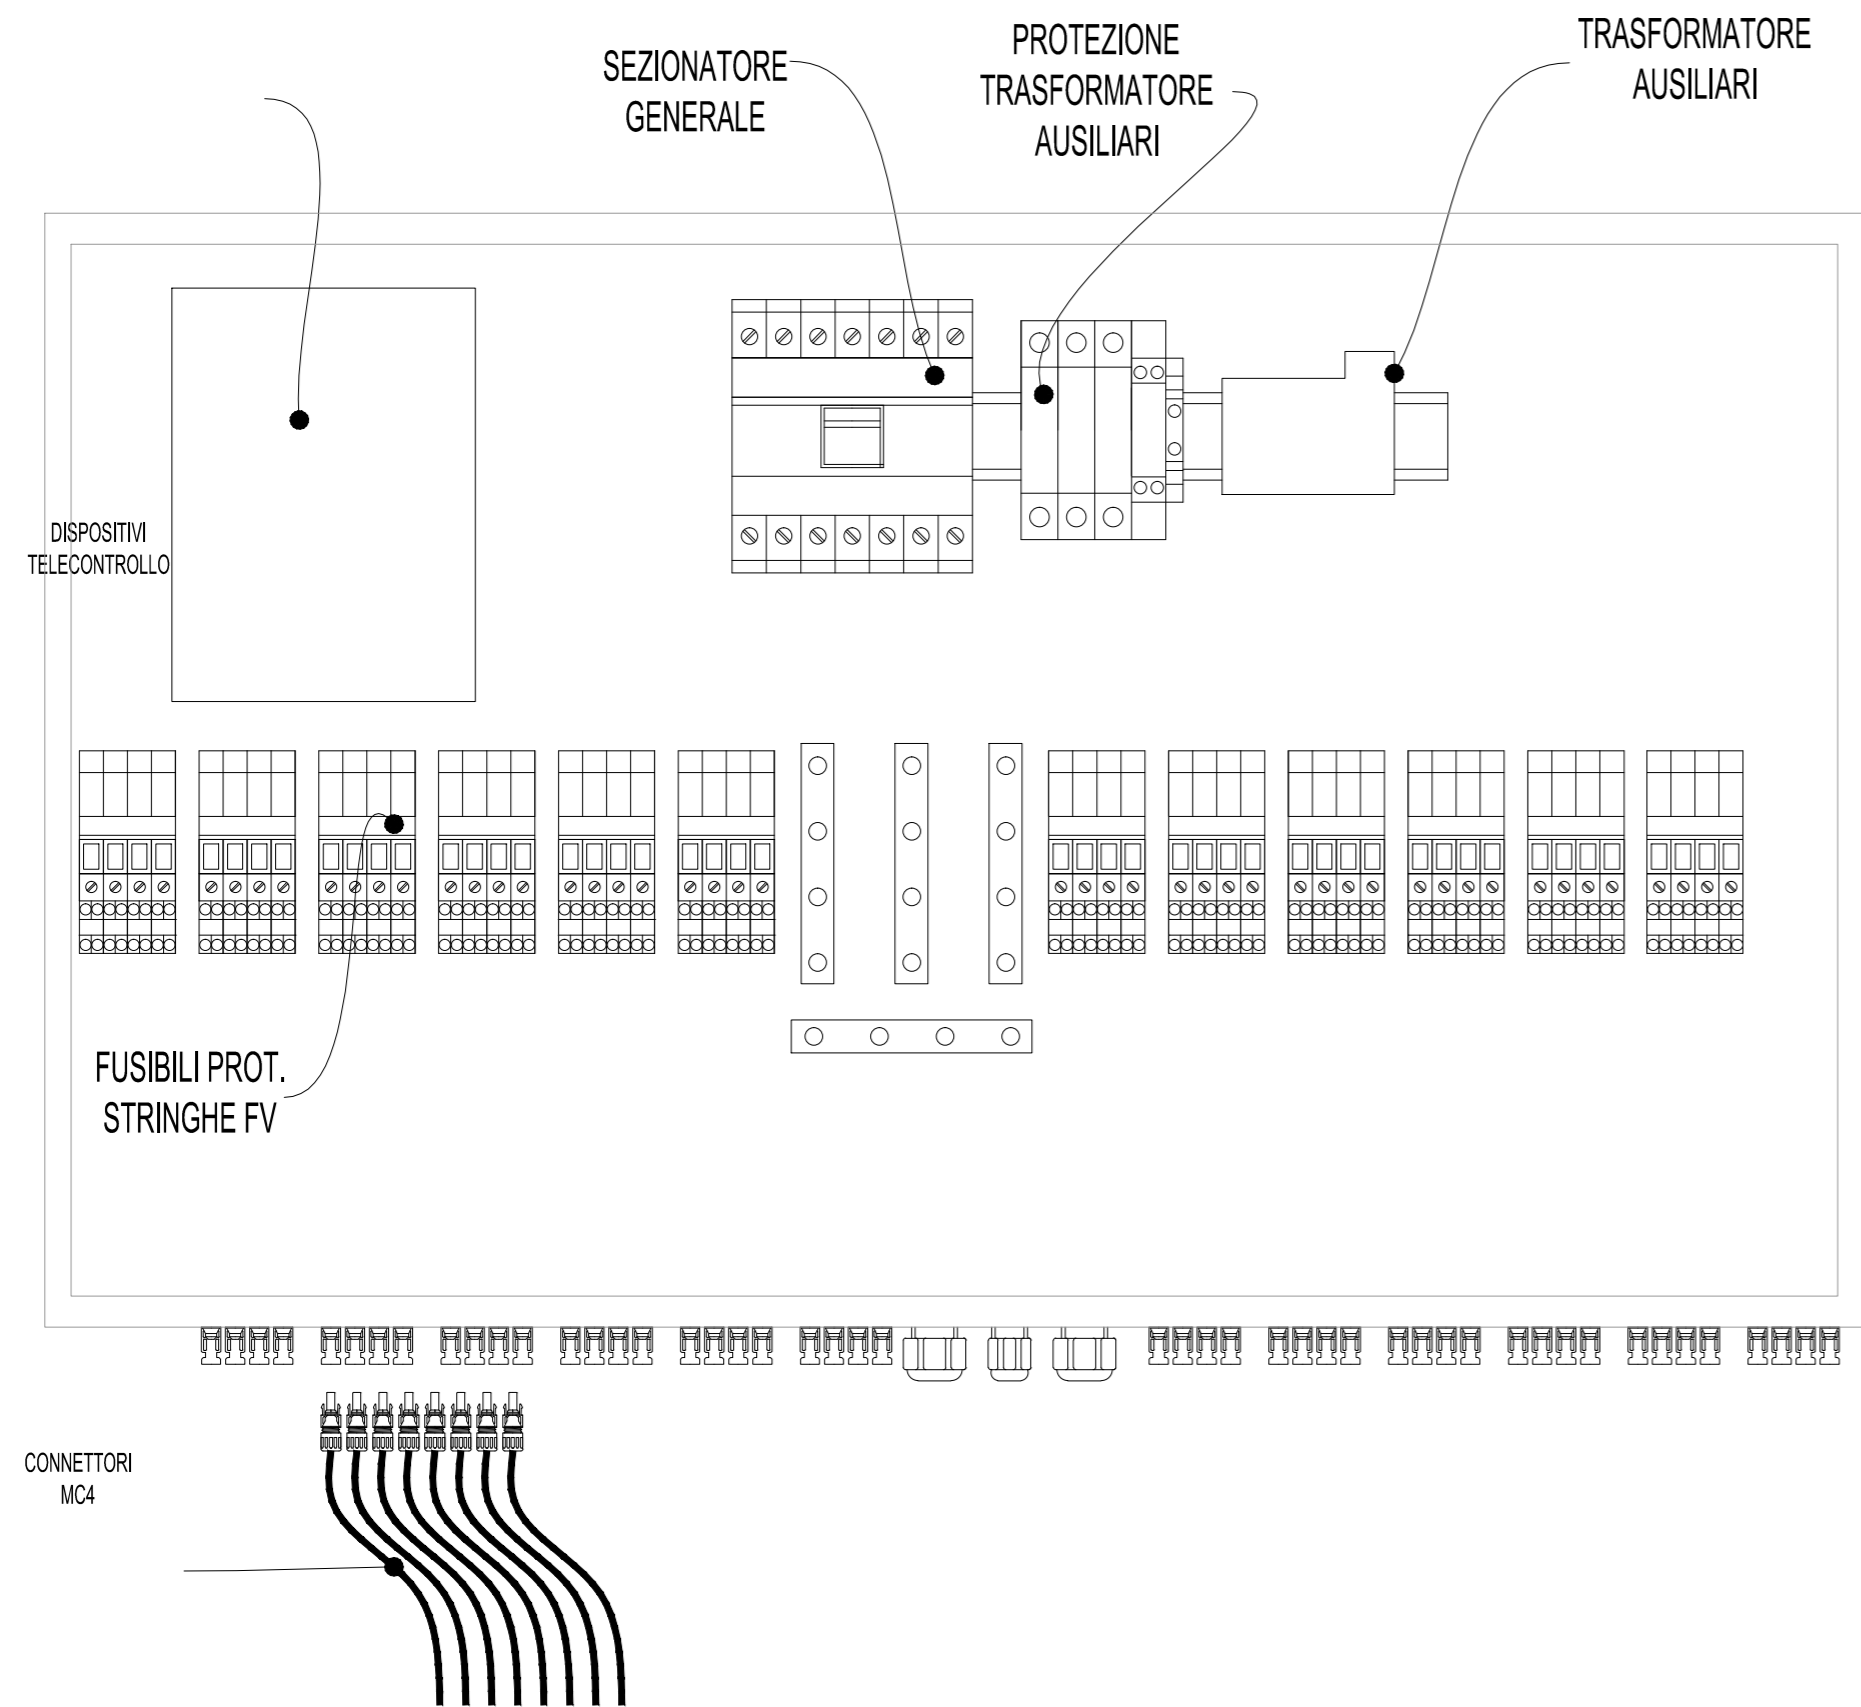 SEZIONATORE
GENERALE
PROTEZIONE
TRASFORMATORE
AUSILIARI
TRASFORMATORE
AUSILIARI
DISPOSITIVI
TELECONTROLLO
FUSIBILI PROT.
STRINGHE FV
CONNETTORI
MC4